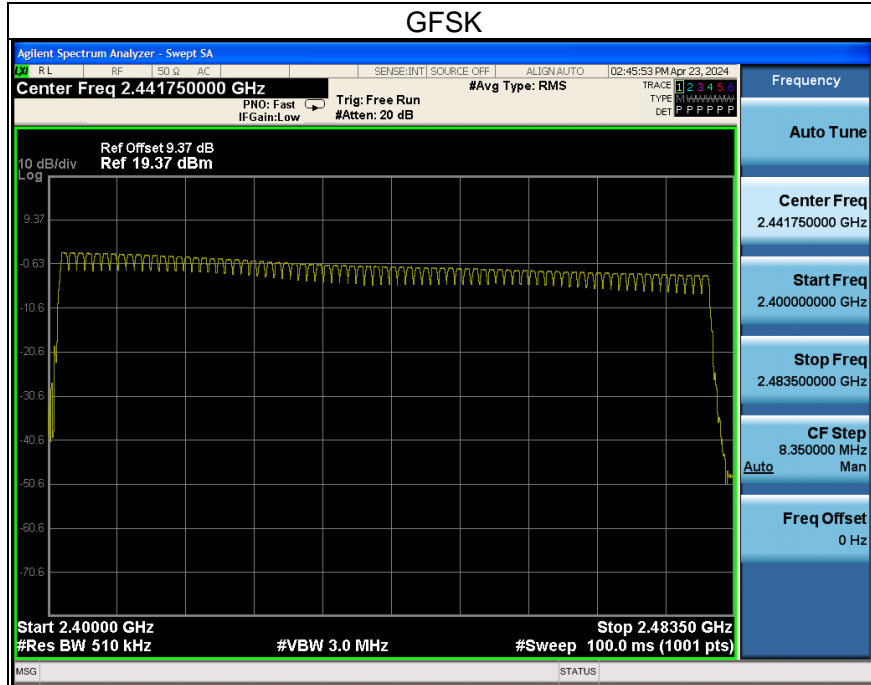 GFSK
Agilent Spectrum Analyzer - Swept SA
LXI RL RF 50 Ω AC SENSE:INT SOURCE OFF ALIGN AUTO 02:45:53 PM Apr 23, 2024
Center Freq 2.441750000 GHz #Avg Type: RMS TRACE 1 2 3 4 5 6
PNO: Fast Trig: Free Run TYPE MWWWWW
IFGain:Low #Atten: 20 dB DET P P P P P P
Frequency
Auto Tune
Center Freq
2.441750000 GHz
Start Freq
2.400000000 GHz
Stop Freq
2.483500000 GHz
CF Step
8.350000 MHz
Auto Man
Freq Offset
0 Hz
Ref Offset 9.37 dB
10 dB/div Ref 19.37 dBm
Log
9.37
-0.63
-10.6
-20.6
-30.6
-40.6
-50.6
-60.6
-70.6
Start 2.40000 GHz Stop 2.48350 GHz
#Res BW 510 kHz #VBW 3.0 MHz #Sweep 100.0 ms (1001 pts)
MSG STATUS